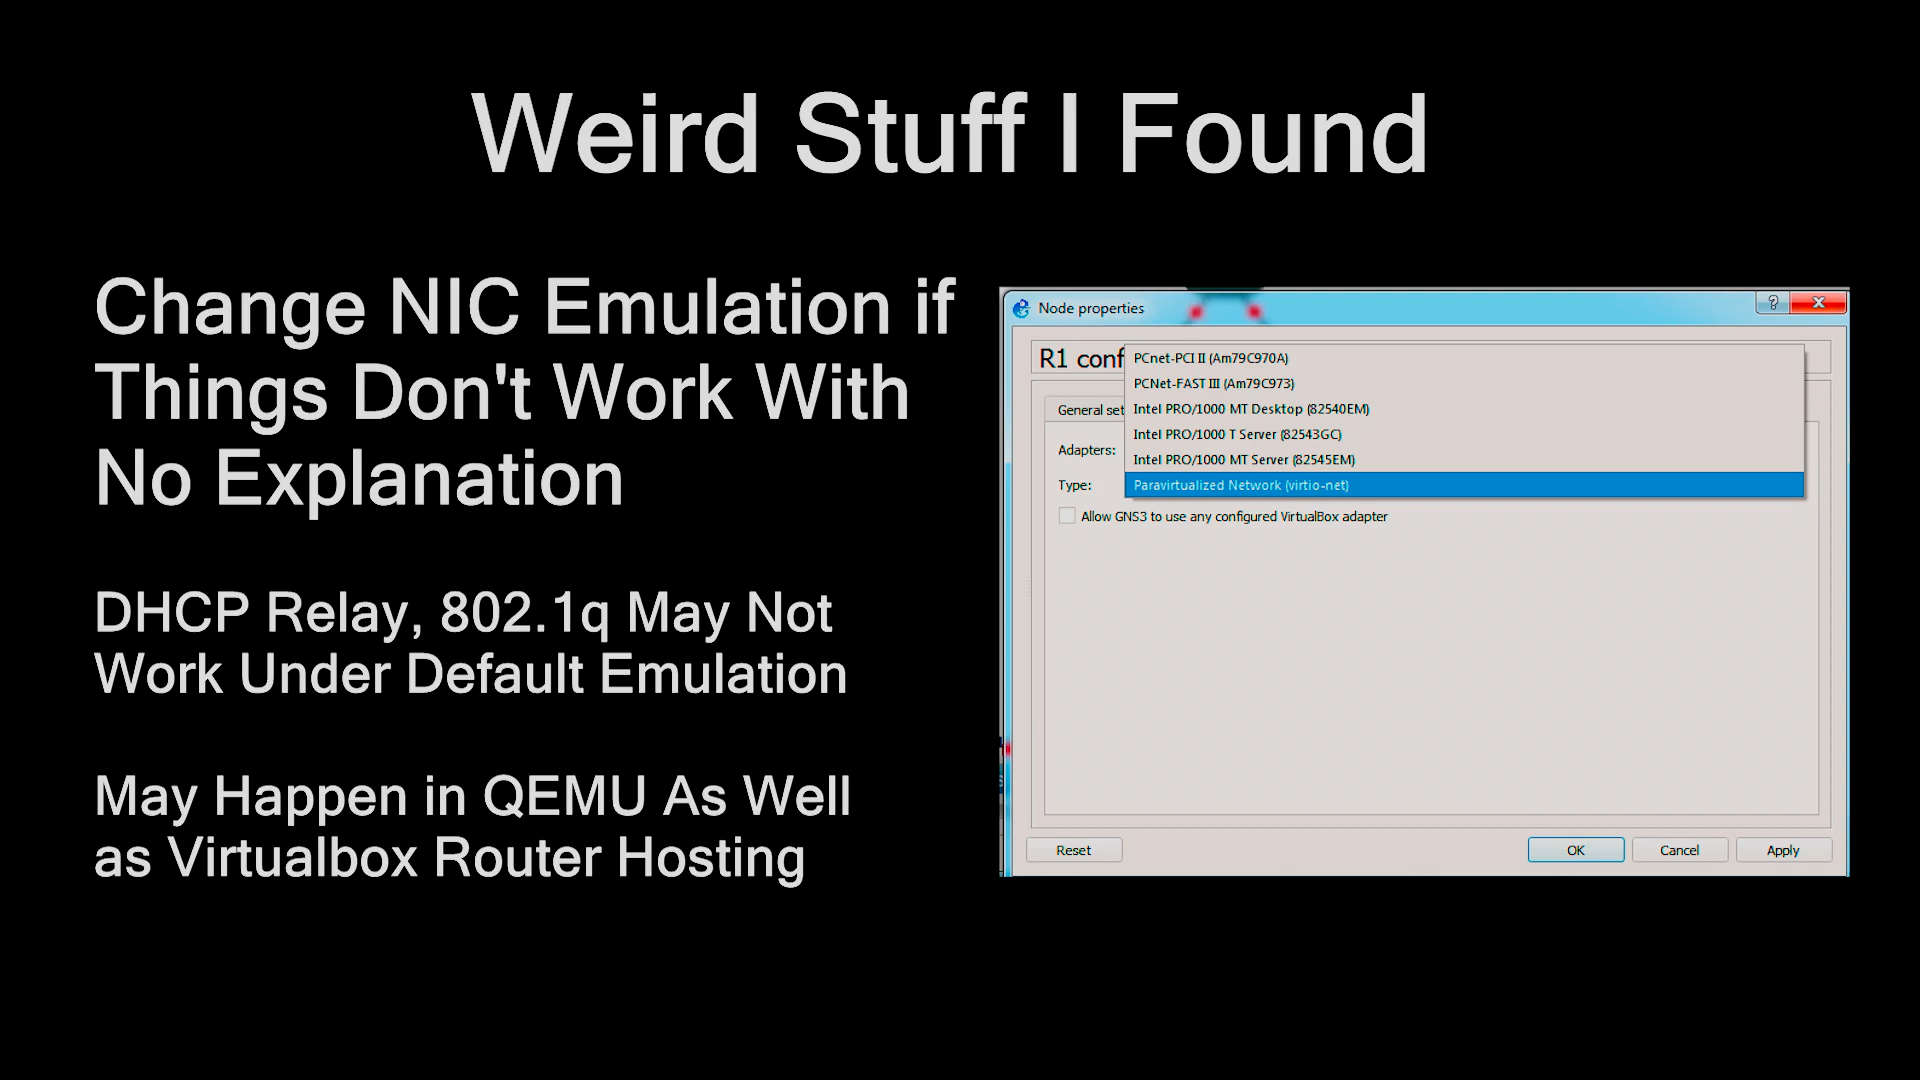 Weird Stuff I Found
Change NIC Emulation if
Things Don't Work With
No Explanation
DHCP Relay, 802.1q May Not
Work Under Default Emulation
May Happen in QEMU As Well
as Virtualbox Router Hosting
Node properties
R1 conf
PCnet-PCI II (Am79C970A)
PCNet-FAST III (Am79C973)
Intel PRO/1000 MT Desktop (82540EM)
General set
Intel PRO/1000 T Server (82543GC)
Adapters:
Intel PRO/1000 MT Server (82545EM)
Type:
Paravirtualized Network (virtio-net)
Allow GNS3 to use any configured VirtualBox adapter
Reset
OK
Cancel
Apply